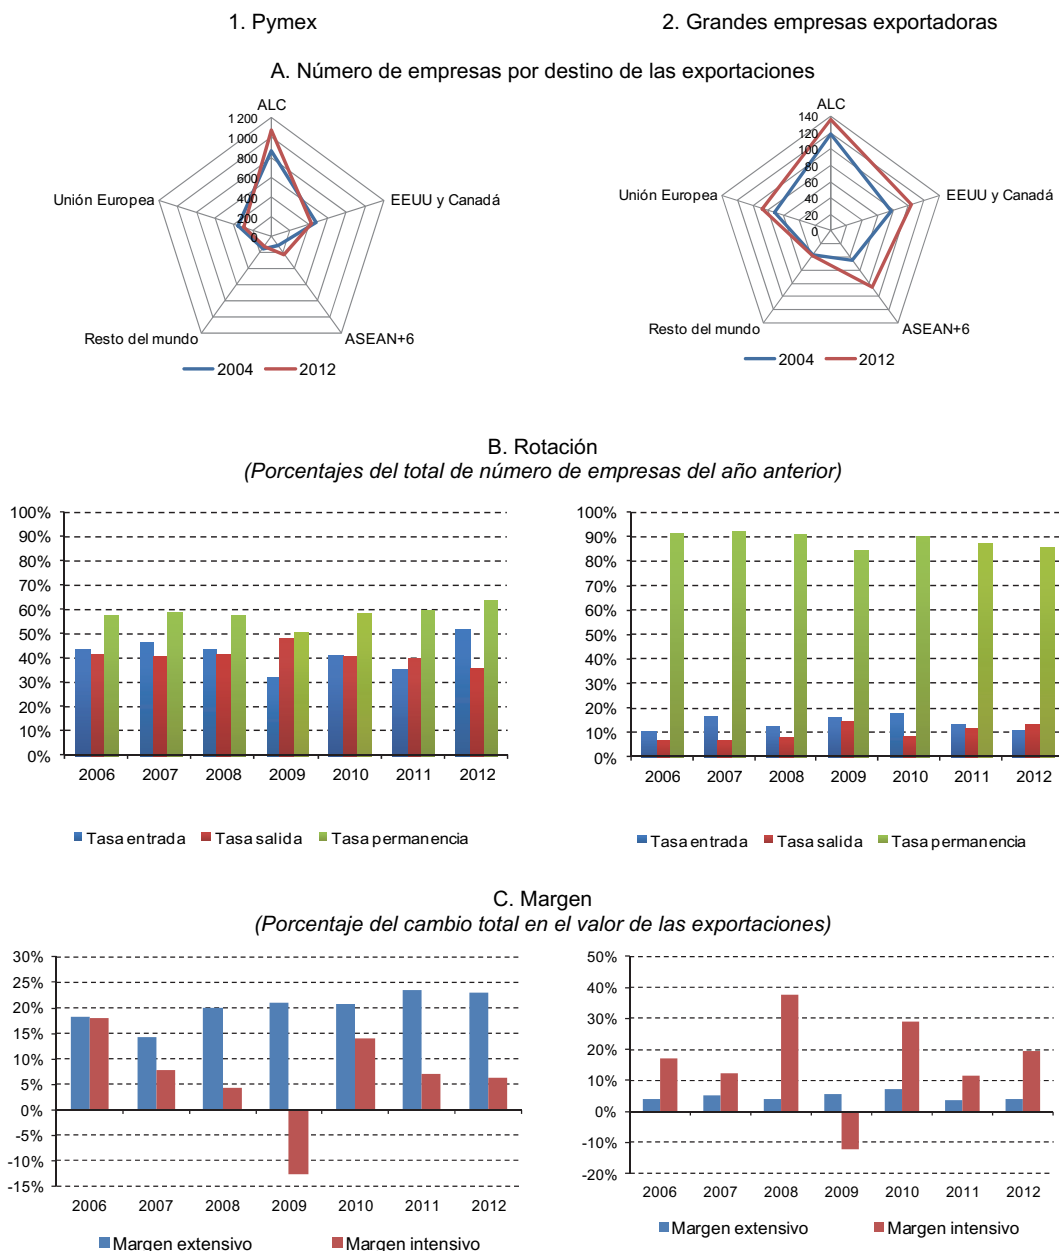 1. Pymex
2. Grandes empresas exportadoras
A. Número de empresas por destino de las exportaciones
ALC
1 200
1 000
800
600
400
200
0
Unión Europea
EEUU y Canadá
Resto del mundo
ASEAN+6
2004
2012
ALC
140
120
100
80
60
40
20
0
Unión Europea
EEUU y Canadá
Resto del mundo
ASEAN+6
2004
2012
B. Rotación
(Porcentajes del total de número de empresas del año anterior)
100%
90%
80%
70%
60%
50%
40%
30%
20%
10%
0%
2006 2007 2008 2009 2010 2011 2012
Tasa entrada Tasa salida Tasa permanencia
100%
90%
80%
70%
60%
50%
40%
30%
20%
10%
0%
2006 2007 2008 2009 2010 2011 2012
Tasa entrada Tasa salida Tasa permanencia
C. Margen
(Porcentaje del cambio total en el valor de las exportaciones)
30%
25%
20%
15%
10%
5%
0%
-5%
-10%
-15%
2006 2007 2008 2009 2010 2011 2012
Margen extensivo Margen intensivo
50%
40%
30%
20%
10%
0%
-10%
-20%
2006 2007 2008 2009 2010 2011 2012
Margen extensivo Margen intensivo